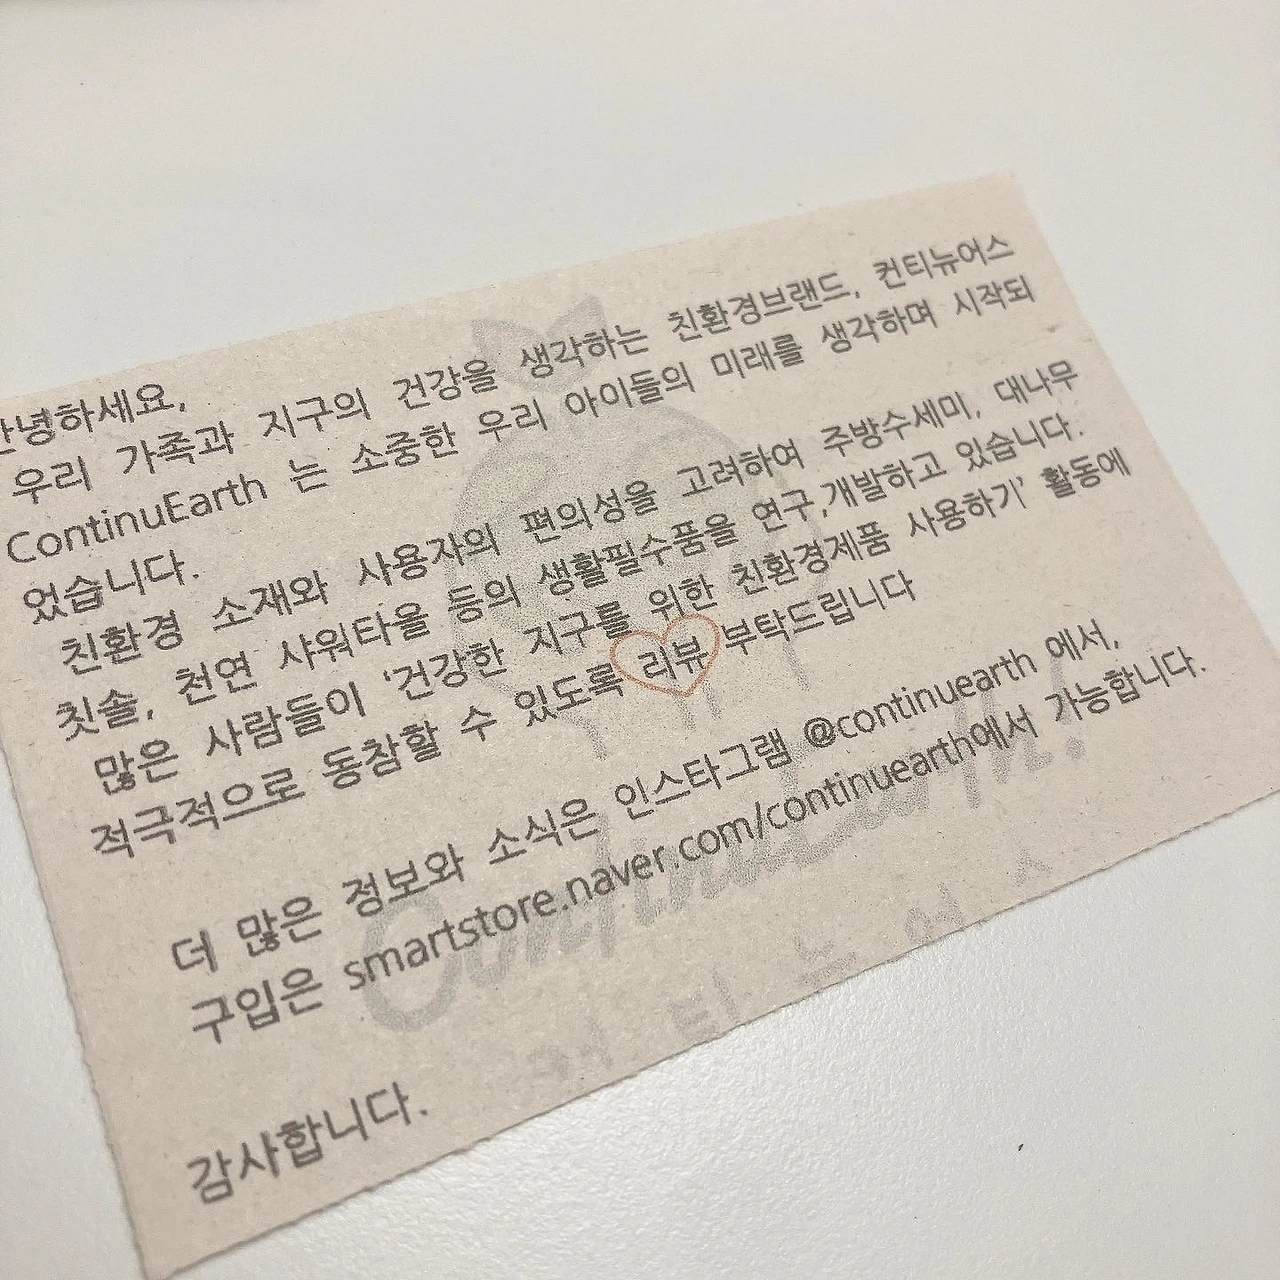 안녕하세요,
우리 가족과 지구의 건강을 생각하는 친환경브랜드, 컨티뉴어스
ContinuEarth 는 소중한 우리 아이들의 미래를 생각하며 시작되
었습니다.
친환경 소재와 사용자의 편의성을 고려하여 주방수세미, 대나무
칫솔, 천연 샤워타올 등의 생활필수품을 연구,개발하고 있습니다.
많은 사람들이 '건강한 지구를 위한 친환경제품 사용하기' 활동에
적극적으로 동참할 수 있도록 리뷰 부탁드립니다
더 많은 정보와 소식은 인스타그램 @continuearth 에서,
구입은 smartstore.naver.com/continuearth에서 가능합니다.
감사합니다.
ContinuEarth!
컨티뉴어스